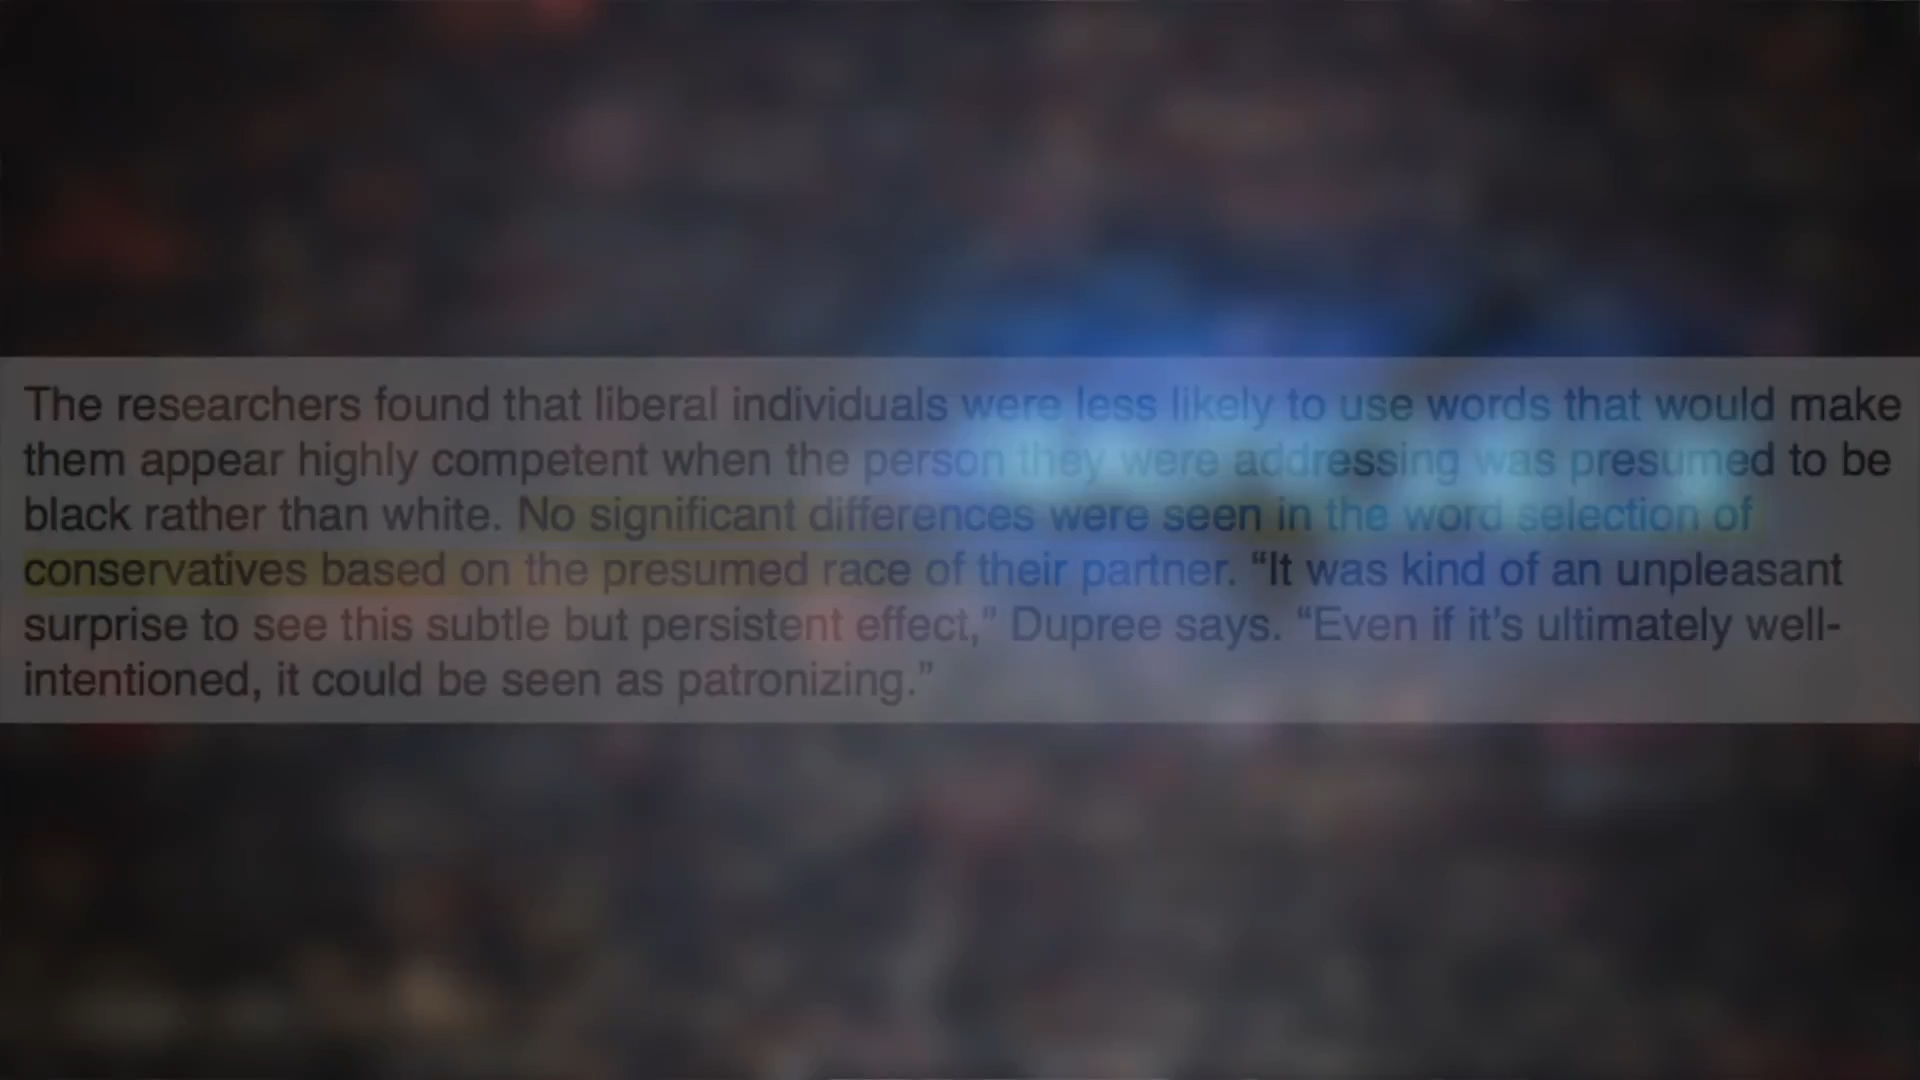 The researchers found that liberal individuals were less likely to use words that would make
them appear highly competent when the person they were addressing was presumed to be
black rather than white. No significant differences were seen in the word selection of
conservatives based on the presumed race of their partner. “It was kind of an unpleasant
surprise to see this subtle but persistent effect,” Dupree says. “Even if it’s ultimately well-
intentioned, it could be seen as patronizing.”